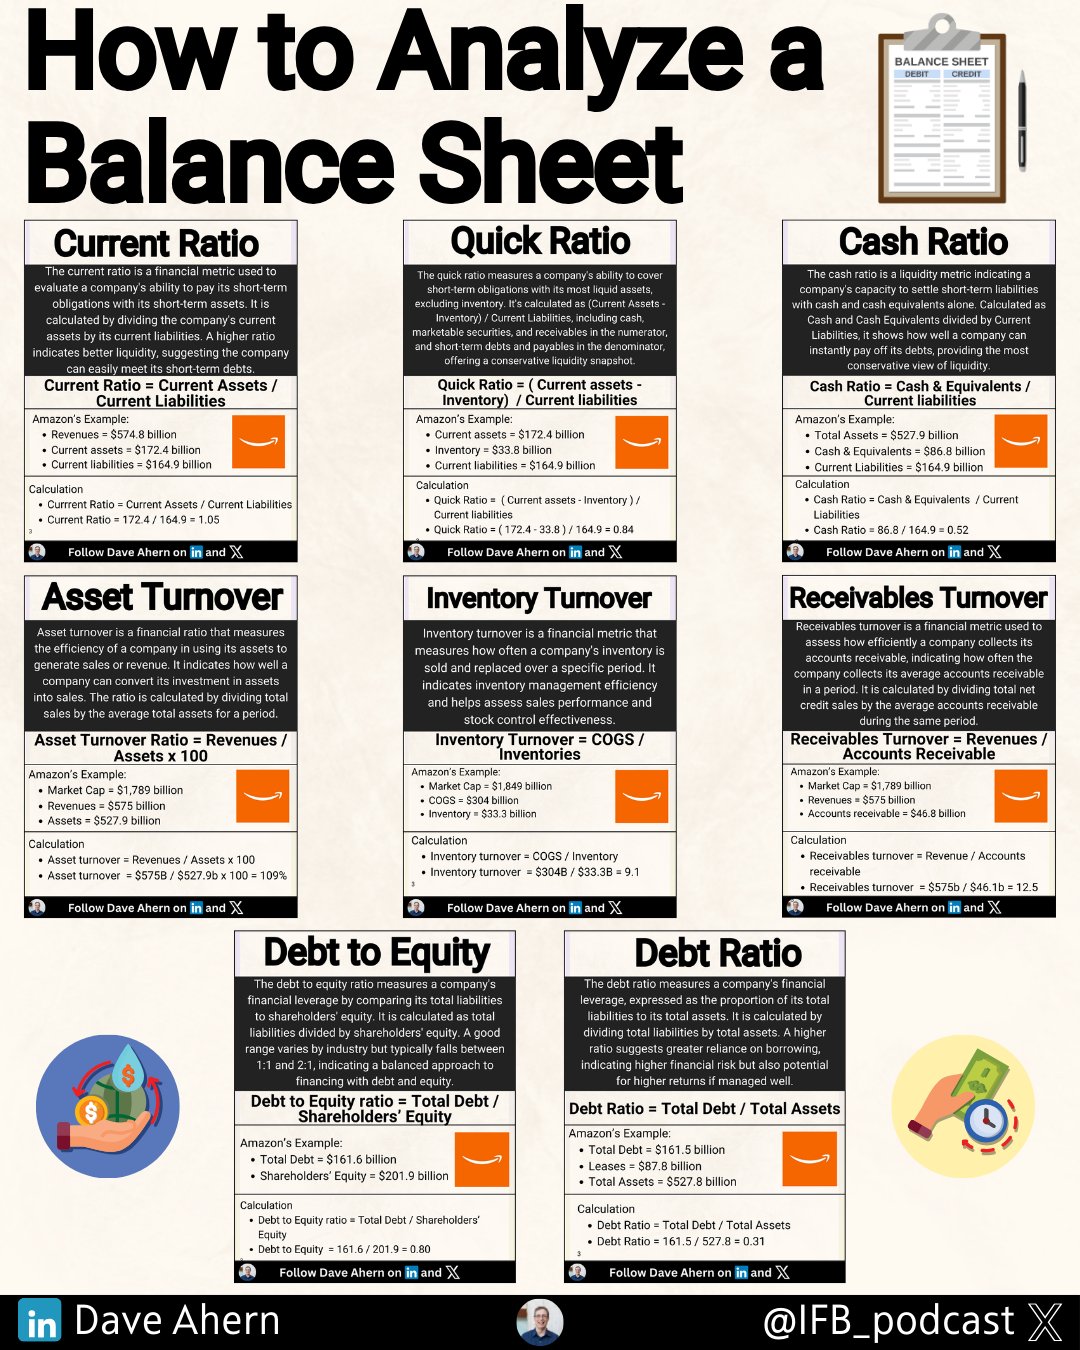 How to Analyze a
Balance Sheet
BALANCE SHEET
DEBIT CREDIT
Current Ratio
The current ratio is a financial metric used to
evaluate a company's ability to pay its short-term
obligations with its short-term assets. It is
calculated by dividing the company's current
assets by its current liabilities. A higher ratio
indicates better liquidity, suggesting the company
can easily meet its short-term debts.
Current Ratio = Current Assets /
Current Liabilities
Amazon's Example:
• Revenues = $574.8 billion
• Current assets = $172.4 billion
• Current liabilities = $164.9 billion
Calculation
• Currrent Ratio = Current Assets / Current Liabilities
• Current Ratio = 172.4 / 164.9 = 1.05
3
Follow Dave Ahern on in and X
Quick Ratio
The quick ratio measures a company's ability to cover
short-term obligations with its most liquid assets,
excluding inventory. It's calculated as (Current Assets -
Inventory) / Current Liabilities, including cash,
marketable securities, and receivables in the numerator,
and short-term debts and payables in the denominator,
offering a conservative liquidity snapshot.
Quick Ratio = ( Current assets -
Inventory) / Current liabilities
Amazon's Example:
• Current assets = $172.4 billion
• Inventory = $33.8 billion
• Current liabilities = $164.9 billion
Calculation
• Quick Ratio = ( Current assets - Inventory ) /
Current liabilities
• Quick Ratio = ( 172.4 - 33.8 ) / 164.9 = 0.84
Follow Dave Ahern on in and X
Cash Ratio
The cash ratio is a liquidity metric indicating a
company's capacity to settle short-term liabilities
with cash and cash equivalents alone. Calculated as
Cash and Cash Equivalents divided by Current
Liabilities, it shows how well a company can
instantly pay off its debts, providing the most
conservative view of liquidity.
Cash Ratio = Cash & Equivalents /
Current liabilities
Amazon's Example:
• Total Assets = $527.9 billion
• Cash & Equivalents = $86.8 billion
• Current Liabilities = $164.9 billion
Calculation
• Cash Ratio = Cash & Equivalents / Current
Liabilities
• Cash Ratio = 86.8 / 164.9 = 0.52
Follow Dave Ahern on in and X
Asset Turnover
Asset turnover is a financial ratio that measures
the efficiency of a company in using its assets to
generate sales or revenue. It indicates how well a
company can convert its investment in assets
into sales. The ratio is calculated by dividing total
sales by the average total assets for a period.
Asset Turnover Ratio = Revenues /
Assets x 100
Amazon's Example:
• Market Cap = $1,789 billion
• Revenues = $575 billion
• Assets = $527.9 billion
Calculation
• Asset turnover = Revenues / Assets x 100
• Asset turnover = $575B / $527.9b x 100 = 109%
Follow Dave Ahern on in and X
Inventory Turnover
Inventory turnover is a financial metric that
measures how often a company's inventory is
sold and replaced over a specific period. It
indicates inventory management efficiency
and helps assess sales performance and
stock control effectiveness.
Inventory Turnover = COGS /
Inventories
Amazon's Example:
• Market Cap = $1,849 billion
• COGS = $304 billion
• Inventory = $33.3 billion
Calculation
• Inventory turnover = COGS / Inventory
• Inventory turnover = $304B / $33.3B = 9.1
3
Follow Dave Ahern on in and X
Receivables Turnover
Receivables turnover is a financial metric used to
assess how efficiently a company collects its
accounts receivable, indicating how often the
company collects its average accounts receivable
in a period. It is calculated by dividing total net
credit sales by the average accounts receivable
during the same period.
Receivables Turnover = Revenues /
Accounts Receivable
Amazon's Example:
• Market Cap = $1,789 billion
• Revenues = $575 billion
• Accounts receivable = $46.8 billion
Calculation
• Receivables turnover = Revenue / Accounts
receivable
• Receivables turnover = $575b / $46.1b = 12.5
Follow Dave Ahern on in and X
Debt to Equity
The debt to equity ratio measures a company's
financial leverage by comparing its total liabilities
to shareholders' equity. It is calculated as total
liabilities divided by shareholders' equity. A good
range varies by industry but typically falls between
1:1 and 2:1, indicating a balanced approach to
financing with debt and equity.
Debt to Equity ratio = Total Debt /
Shareholders' Equity
Amazon's Example:
• Total Debt = $161.6 billion
• Shareholders' Equity = $201.9 billion
Calculation
• Debt to Equity ratio = Total Debt / Shareholders'
Equity
• Debt to Equity = 161.6 / 201.9 = 0.80
Follow Dave Ahern on in and X
Debt Ratio
The debt ratio measures a company's financial
leverage, expressed as the proportion of its total
liabilities to its total assets. It is calculated by
dividing total liabilities by total assets. A higher
ratio suggests greater reliance on borrowing,
indicating higher financial risk but also potential
for higher returns if managed well.
Debt Ratio = Total Debt / Total Assets
Amazon's Example:
• Total Debt = $161.5 billion
• Leases = $87.8 billion
• Total Assets = $527.8 billion
Calculation
• Debt Ratio = Total Debt / Total Assets
• Debt Ratio = 161.5 / 527.8 = 0.31
3
Follow Dave Ahern on in and X
in Dave Ahern
@IFB_podcast X